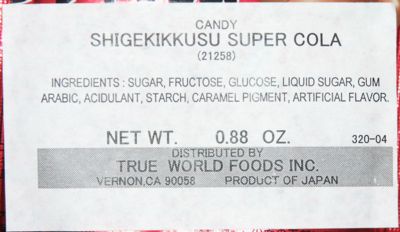 CANDY
SHIGEKIKKUSU SUPER COLA
(21258)
INGREDIENTS : SUGAR, FRUCTOSE, GLUCOSE, LIQUID SUGAR, GUM
ARABIC, ACIDULANT, STARCH, CARAMEL PIGMENT, ARTIFICIAL FLAVOR.
NET WT. 0.88 OZ. 320-04
DISTRIBUTED BY
TRUE WORLD FOODS INC.
VERNON,CA 90058 PRODUCT OF JAPAN